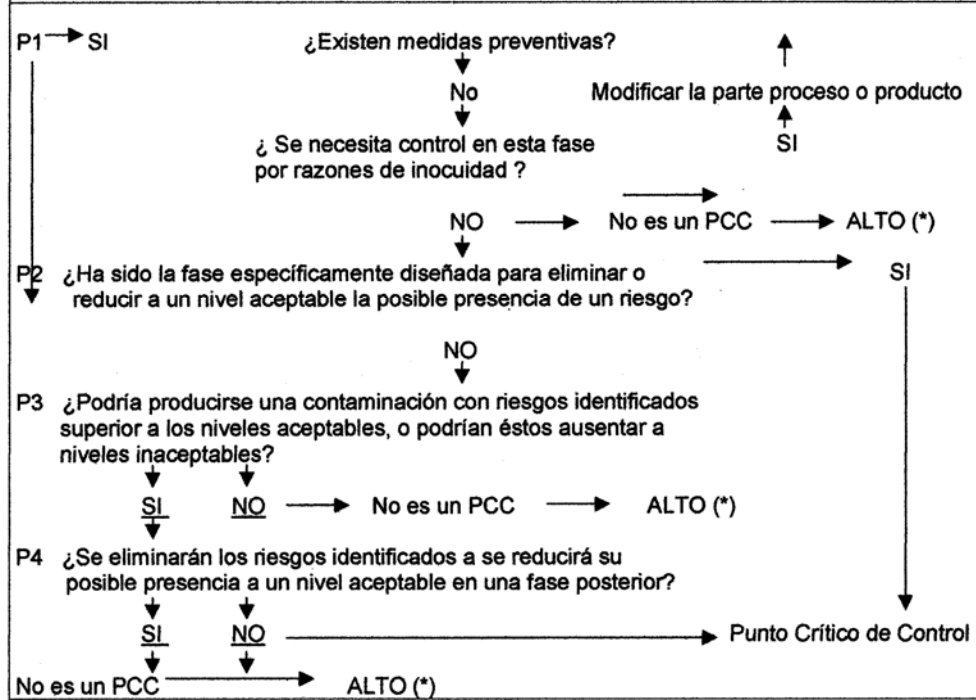 P1 SI ¿Existen medidas preventivas?
No Modificar la parte proceso o producto
¿ Se necesita control en esta fase SI
por razones de inocuidad ?
NO No es un PCC ALTO (*)
P2 ¿Ha sido la fase específicamente diseñada para eliminar o SI
reducir a un nivel aceptable la posible presencia de un riesgo?
NO
P3 ¿Podría producirse una contaminación con riesgos identificados
superior a los niveles aceptables, o podrían éstos ausentar a
niveles inaceptables?
SI NO No es un PCC ALTO (*)
P4 ¿Se eliminarán los riesgos identificados a se reducirá su
posible presencia a un nivel aceptable en una fase posterior?
SI NO Punto Crítico de Control
No es un PCC ALTO (*)